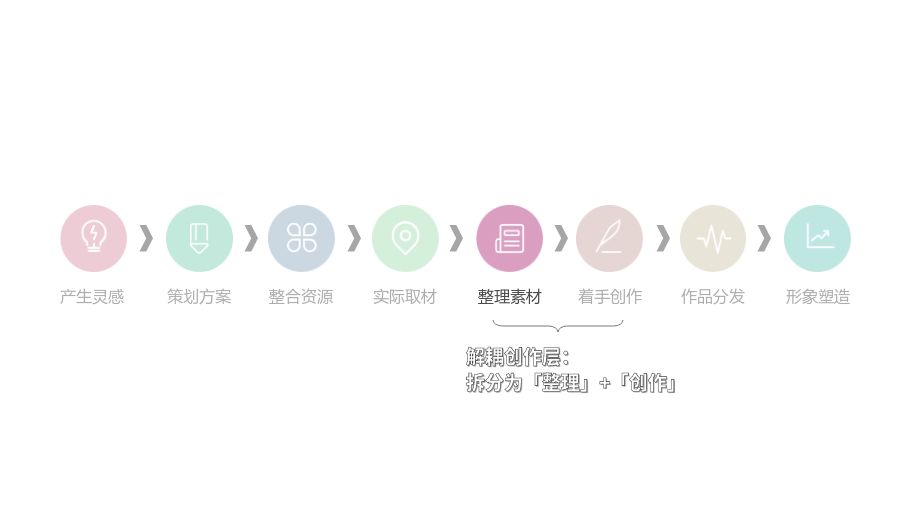 产生灵感
策划方案
整合资源
实际取材
整理素材
着手创作
作品分发
形象塑造
解耦创作层：
拆分为「整理」+「创作」